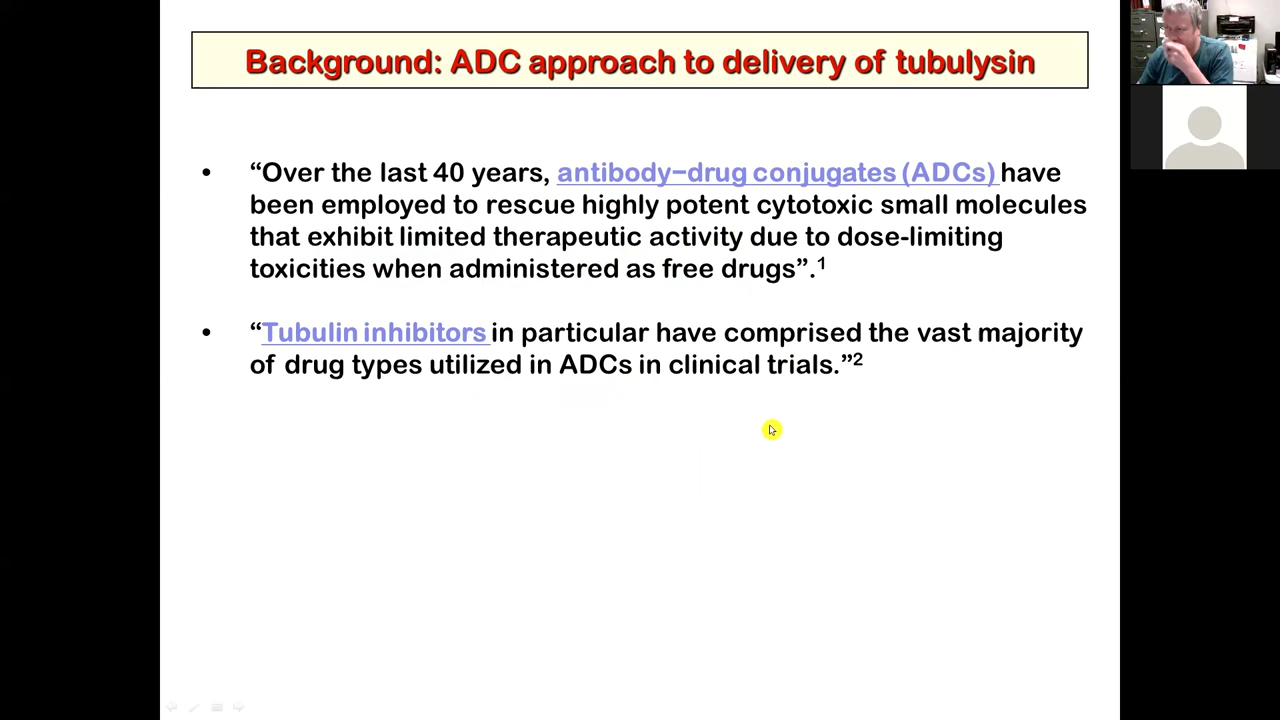 Background: ADC approach to delivery of tubulysin
• “Over the last 40 years, antibody−drug conjugates (ADCs) have
been employed to rescue highly potent cytotoxic small molecules
that exhibit limited therapeutic activity due to dose-limiting
toxicities when administered as free drugs”.¹
• “Tubulin inhibitors in particular have comprised the vast majority
of drug types utilized in ADCs in clinical trials.”²